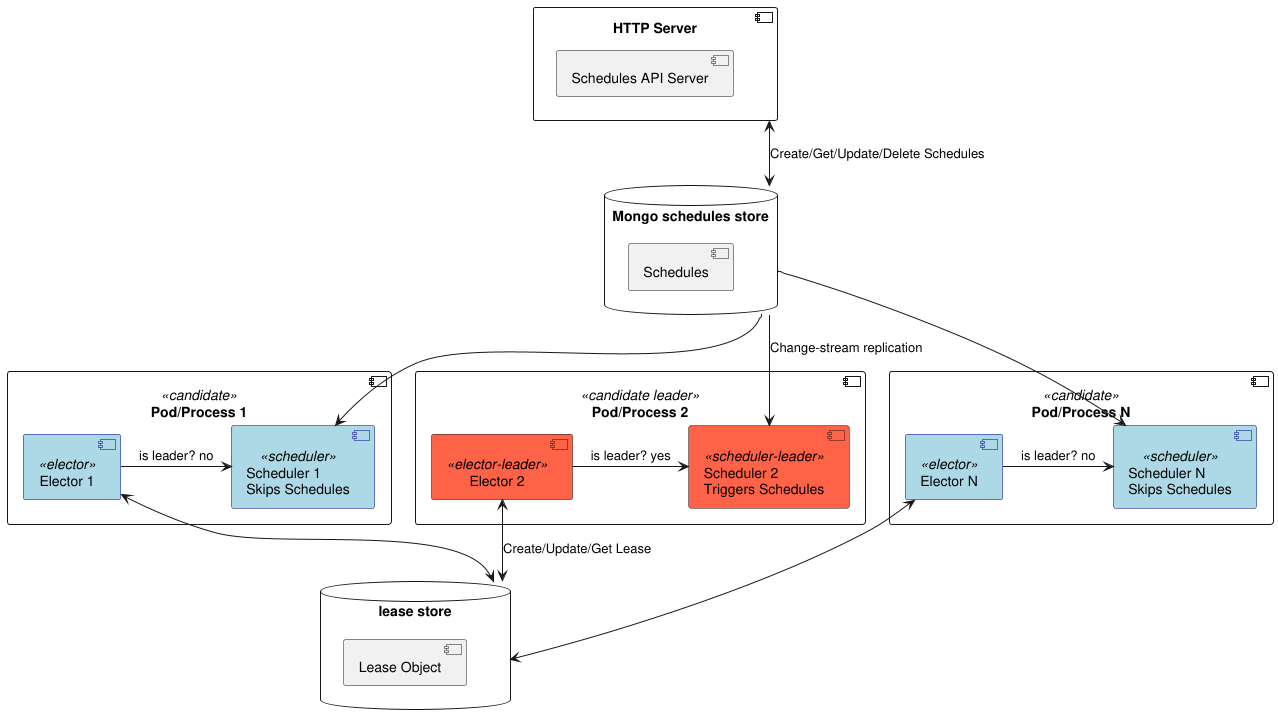 HTTP Server
Schedules API Server
Create/Get/Update/Delete Schedules
Mongo schedules store
Schedules
Change-stream replication
«candidate»
Pod/Process 1
«elector»
Elector 1
is leader? no
«scheduler»
Scheduler 1
Skips Schedules
«candidate leader»
Pod/Process 2
«elector-leader»
Elector 2
is leader? yes
«scheduler-leader»
Scheduler 2
Triggers Schedules
«candidate»
Pod/Process N
«elector»
Elector N
is leader? no
«scheduler»
Scheduler N
Skips Schedules
Create/Update/Get Lease
lease store
Lease Object